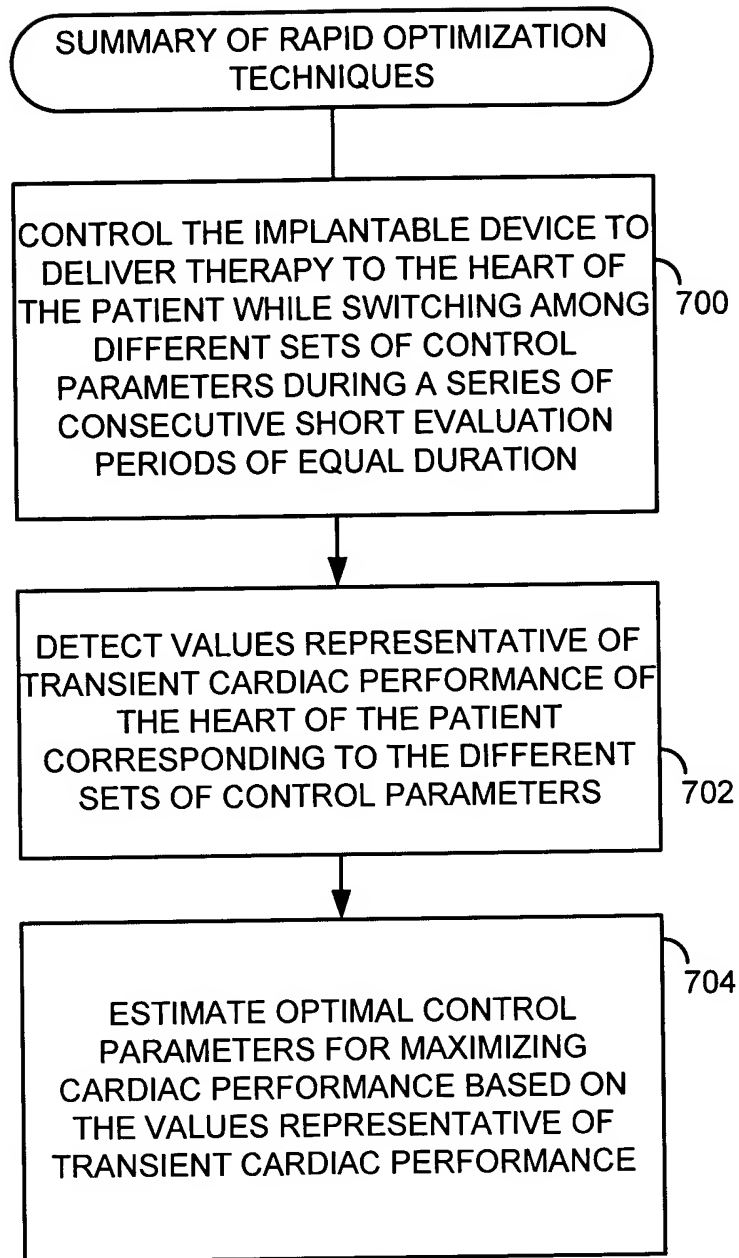 SUMMARY OF RAPID OPTIMIZATION
TECHNIQUES
CONTROL THE IMPLANTABLE DEVICE TO
DELIVER THERAPY TO THE HEART OF
THE PATIENT WHILE SWITCHING AMONG
DIFFERENT SETS OF CONTROL
PARAMETERS DURING A SERIES OF
CONSECUTIVE SHORT EVALUATION
PERIODS OF EQUAL DURATION
700
DETECT VALUES REPRESENTATIVE OF
TRANSIENT CARDIAC PERFORMANCE OF
THE HEART OF THE PATIENT
CORRESPONDING TO THE DIFFERENT
SETS OF CONTROL PARAMETERS
702
ESTIMATE OPTIMAL CONTROL
PARAMETERS FOR MAXIMIZING
CARDIAC PERFORMANCE BASED ON
THE VALUES REPRESENTATIVE OF
TRANSIENT CARDIAC PERFORMANCE
704